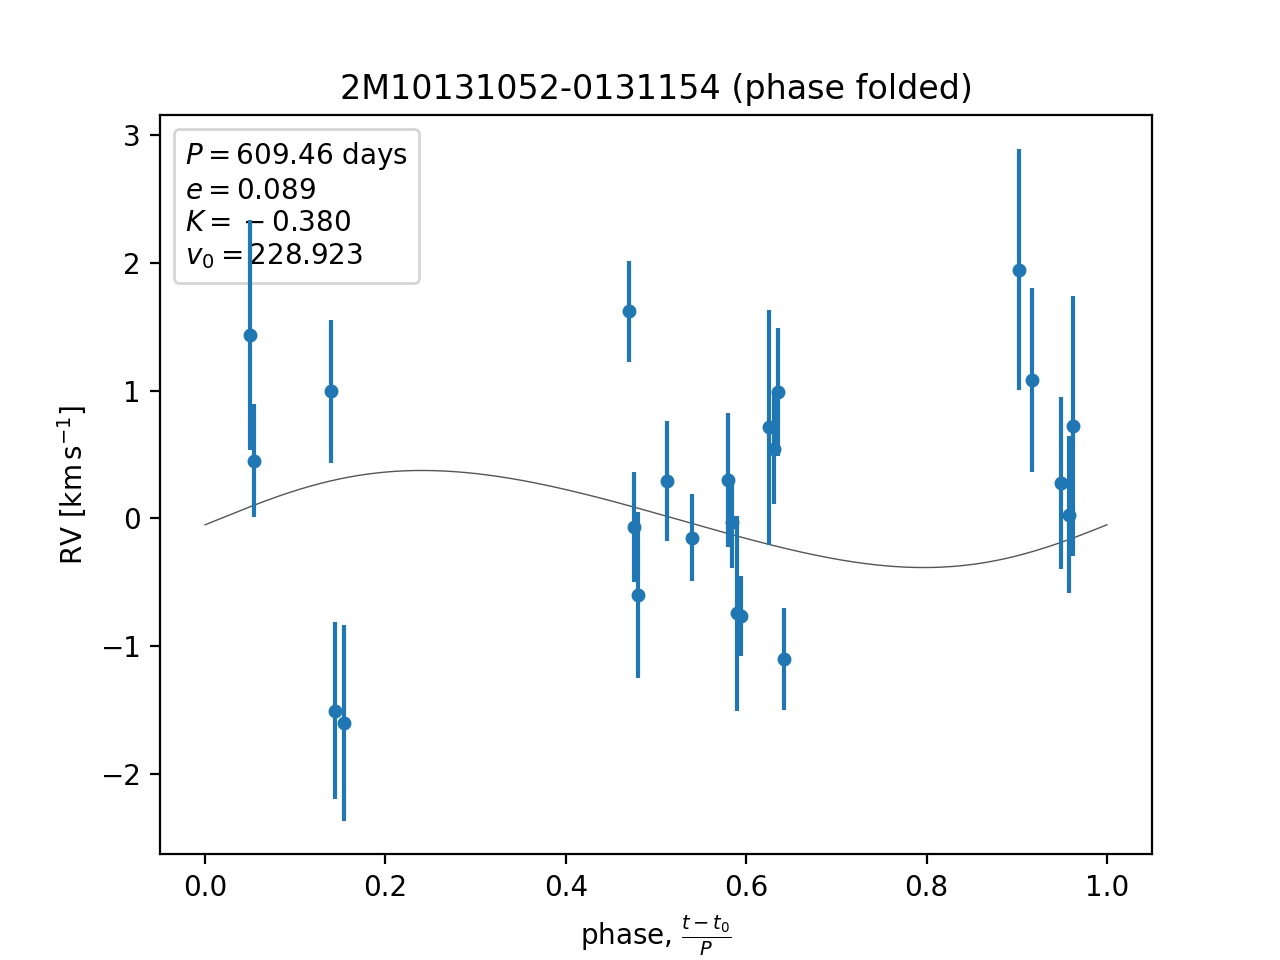 2M10131052-0131154 (phase folded)
P = 609.46 days
e = 0.089
K = −0.380
v₀ = 228.923
3
2
1
0
−1
−2
RV [km s⁻¹]
0.0 0.2 0.4 0.6 0.8 1.0
phase, (t − t₀)/P